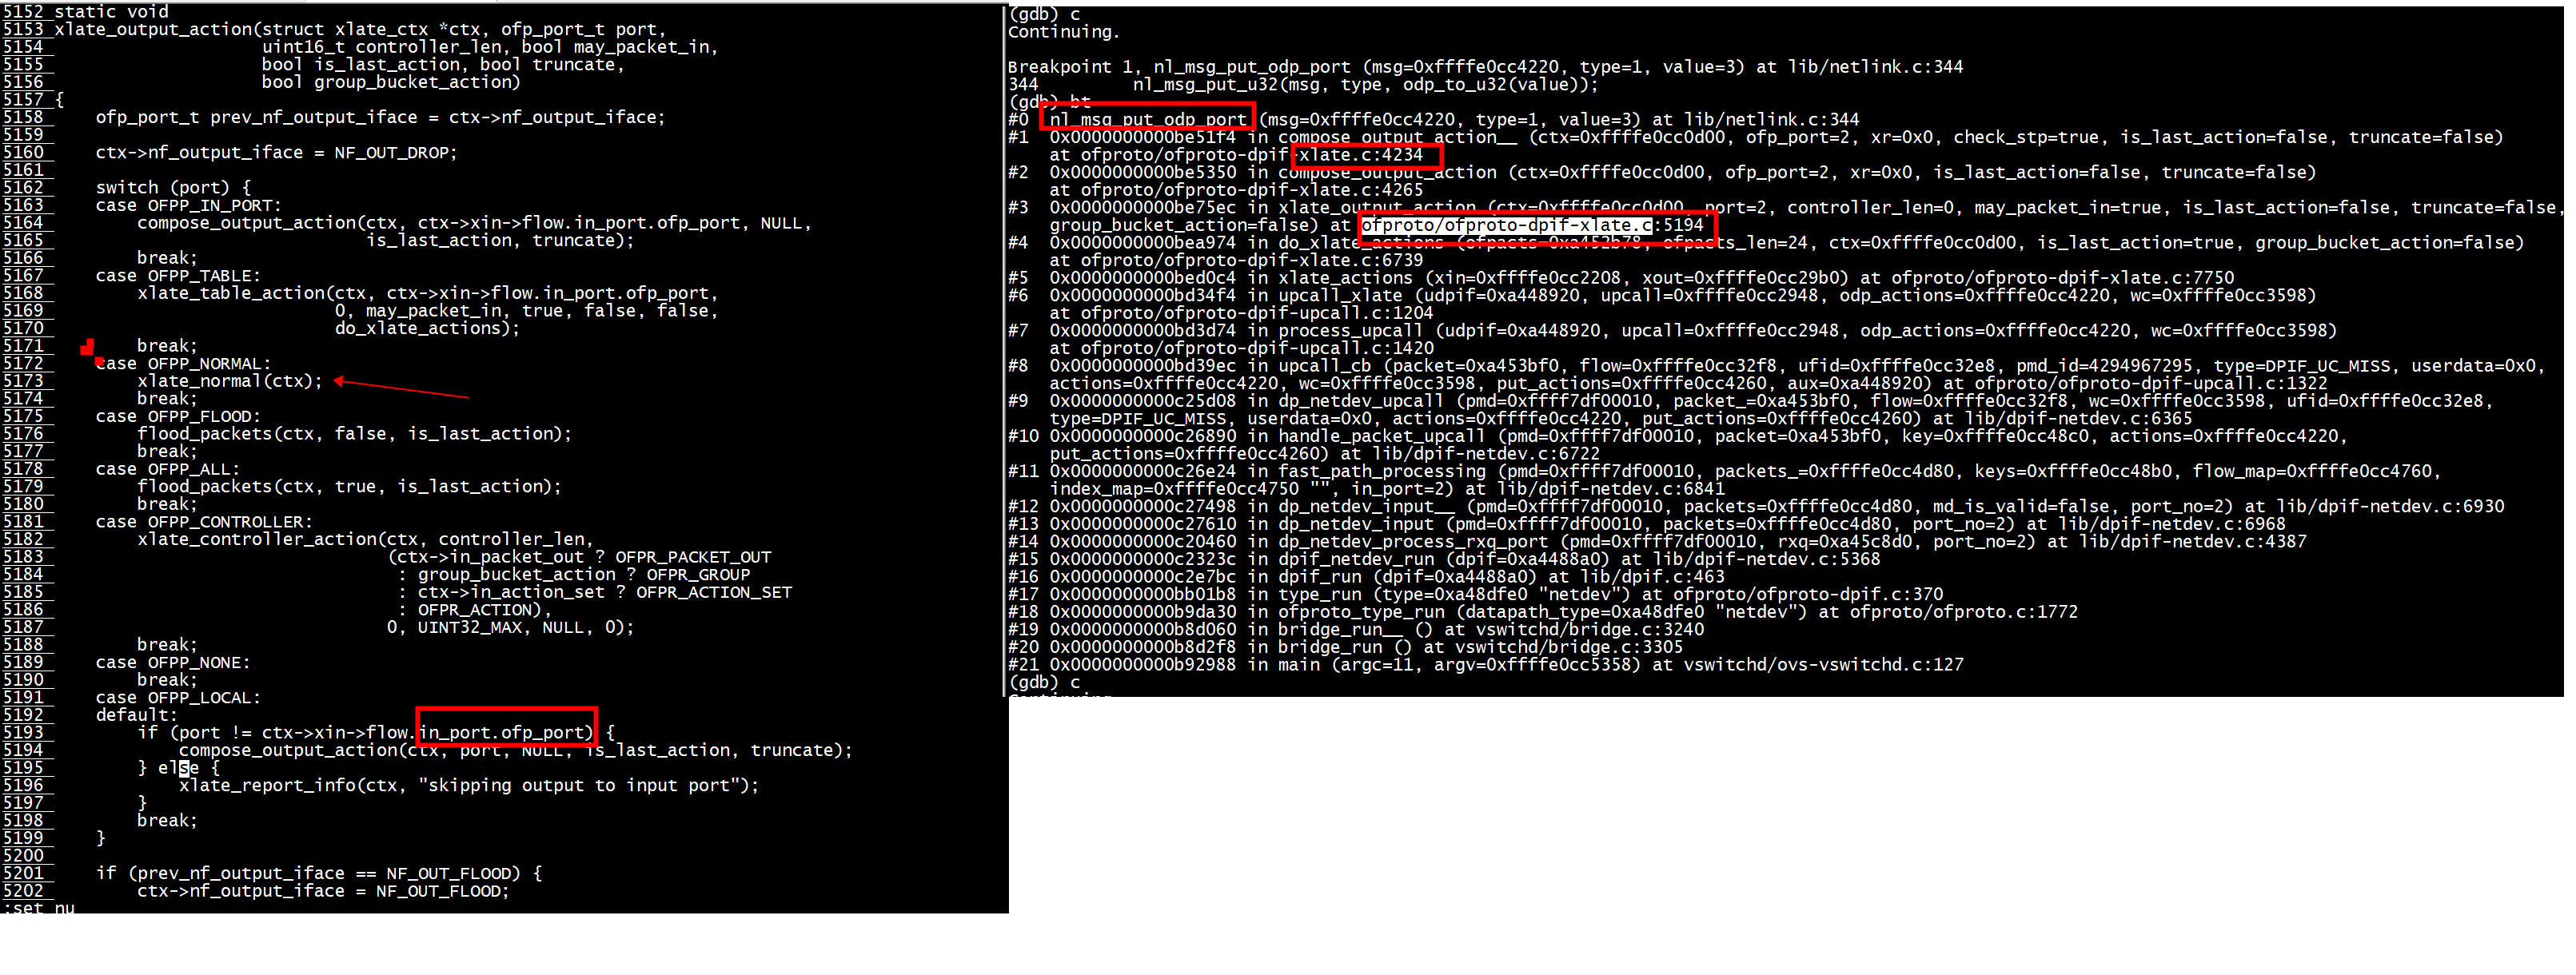 5152 static void
5153 xlate_output_action(struct xlate_ctx *ctx, ofp_port_t port,
5154                     uint16_t controller_len, bool may_packet_in,
5155                     bool is_last_action, bool truncate,
5156                     bool group_bucket_action)
5157 {
5158     ofp_port_t prev_nf_output_iface = ctx->nf_output_iface;
5159
5160     ctx->nf_output_iface = NF_OUT_DROP;
5161
5162     switch (port) {
5163     case OFPP_IN_PORT:
5164         compose_output_action(ctx, ctx->xin->flow.in_port.ofp_port, NULL,
5165                               is_last_action, truncate);
5166         break;
5167     case OFPP_TABLE:
5168         xlate_table_action(ctx, ctx->xin->flow.in_port.ofp_port,
5169                            0, may_packet_in, true, false, false,
5170                            do_xlate_actions);
5171         break;
5172     case OFPP_NORMAL:
5173         xlate_normal(ctx);
5174         break;
5175     case OFPP_FLOOD:
5176         flood_packets(ctx, false, is_last_action);
5177         break;
5178     case OFPP_ALL:
5179         flood_packets(ctx, true, is_last_action);
5180         break;
5181     case OFPP_CONTROLLER:
5182         xlate_controller_action(ctx, controller_len,
5183                                 (ctx->in_packet_out ? OFPR_PACKET_OUT
5184                                  : group_bucket_action ? OFPR_GROUP
5185                                  : ctx->in_action_set ? OFPR_ACTION_SET
5186                                  : OFPR_ACTION),
5187                                 0, UINT32_MAX, NULL, 0);
5188         break;
5189     case OFPP_NONE:
5190         break;
5191     case OFPP_LOCAL:
5192     default:
5193         if (port != ctx->xin->flow.in_port.ofp_port) {
5194             compose_output_action(ctx, port, NULL, is_last_action, truncate);
5195         } else {
5196             xlate_report_info(ctx, "skipping output to input port");
5197         }
5198         break;
5199     }
5200
5201     if (prev_nf_output_iface == NF_OUT_FLOOD) {
5202         ctx->nf_output_iface = NF_OUT_FLOOD;
:set nu
(gdb) c
Continuing.
Breakpoint 1, nl_msg_put_odp_port (msg=0xffffe0cc4220, type=1, value=3) at lib/netlink.c:344
344         nl_msg_put_u32(msg, type, odp_to_u32(value));
(gdb) bt
#0  nl_msg_put_odp_port (msg=0xffffe0cc4220, type=1, value=3) at lib/netlink.c:344
#1  0x0000000000be51f4 in compose_output_action__ (ctx=0xffffe0cc0d00, ofp_port=2, xr=0x0, check_stp=true, is_last_action=false, truncate=false)
    at ofproto/ofproto-dpif-xlate.c:4234
#2  0x0000000000be5350 in compose_output_action (ctx=0xffffe0cc0d00, ofp_port=2, xr=0x0, is_last_action=false, truncate=false)
    at ofproto/ofproto-dpif-xlate.c:4265
#3  0x0000000000be75ec in xlate_output_action (ctx=0xffffe0cc0d00, port=2, controller_len=0, may_packet_in=true, is_last_action=false, truncate=false,
    group_bucket_action=false) at ofproto/ofproto-dpif-xlate.c:5194
#4  0x0000000000bea974 in do_xlate_actions (ofpacts=0xa452b78, ofpacts_len=24, ctx=0xffffe0cc0d00, is_last_action=true, group_bucket_action=false)
    at ofproto/ofproto-dpif-xlate.c:6739
#5  0x0000000000bed0c4 in xlate_actions (xin=0xffffe0cc2208, xout=0xffffe0cc29b0) at ofproto/ofproto-dpif-xlate.c:7750
#6  0x0000000000bd34f4 in upcall_xlate (udpif=0xa448920, upcall=0xffffe0cc2948, odp_actions=0xffffe0cc4220, wc=0xffffe0cc3598)
    at ofproto/ofproto-dpif-upcall.c:1204
#7  0x0000000000bd3d74 in process_upcall (udpif=0xa448920, upcall=0xffffe0cc2948, odp_actions=0xffffe0cc4220, wc=0xffffe0cc3598)
    at ofproto/ofproto-dpif-upcall.c:1420
#8  0x0000000000bd39ec in upcall_cb (packet=0xa453bf0, flow=0xffffe0cc32f8, ufid=0xffffe0cc32e8, pmd_id=4294967295, type=DPIF_UC_MISS, userdata=0x0,
    actions=0xffffe0cc4220, wc=0xffffe0cc3598, put_actions=0xffffe0cc4260, aux=0xa448920) at ofproto/ofproto-dpif-upcall.c:1322
#9  0x0000000000c25d08 in dp_netdev_upcall (pmd=0xffff7df00010, packet_=0xa453bf0, flow=0xffffe0cc32f8, wc=0xffffe0cc3598, ufid=0xffffe0cc32e8,
    type=DPIF_UC_MISS, userdata=0x0, actions=0xffffe0cc4220, put_actions=0xffffe0cc4260) at lib/dpif-netdev.c:6365
#10 0x0000000000c26890 in handle_packet_upcall (pmd=0xffff7df00010, packet=0xa453bf0, key=0xffffe0cc48c0, actions=0xffffe0cc4220,
    put_actions=0xffffe0cc4260) at lib/dpif-netdev.c:6722
#11 0x0000000000c26e24 in fast_path_processing (pmd=0xffff7df00010, packets_=0xffffe0cc4d80, keys=0xffffe0cc48b0, flow_map=0xffffe0cc4760,
    index_map=0xffffe0cc4750 "", in_port=2) at lib/dpif-netdev.c:6841
#12 0x0000000000c27498 in dp_netdev_input__ (pmd=0xffff7df00010, packets=0xffffe0cc4d80, md_is_valid=false, port_no=2) at lib/dpif-netdev.c:6930
#13 0x0000000000c27610 in dp_netdev_input (pmd=0xffff7df00010, packets=0xffffe0cc4d80, port_no=2) at lib/dpif-netdev.c:6968
#14 0x0000000000c20460 in dp_netdev_process_rxq_port (pmd=0xffff7df00010, rxq=0xa45c8d0, port_no=2) at lib/dpif-netdev.c:4387
#15 0x0000000000c2323c in dpif_netdev_run (dpif=0xa4488a0) at lib/dpif-netdev.c:5368
#16 0x0000000000c2e7bc in dpif_run (dpif=0xa4488a0) at lib/dpif.c:463
#17 0x0000000000bb01b8 in type_run (type=0xa48dfe0 "netdev") at ofproto/ofproto-dpif.c:370
#18 0x0000000000b9da30 in ofproto_type_run (datapath_type=0xa48dfe0 "netdev") at ofproto/ofproto.c:1772
#19 0x0000000000b8d060 in bridge_run__ () at vswitchd/bridge.c:3240
#20 0x0000000000b8d2f8 in bridge_run () at vswitchd/bridge.c:3305
#21 0x0000000000b92988 in main (argc=11, argv=0xffffe0cc5358) at vswitchd/ovs-vswitchd.c:127
(gdb) c